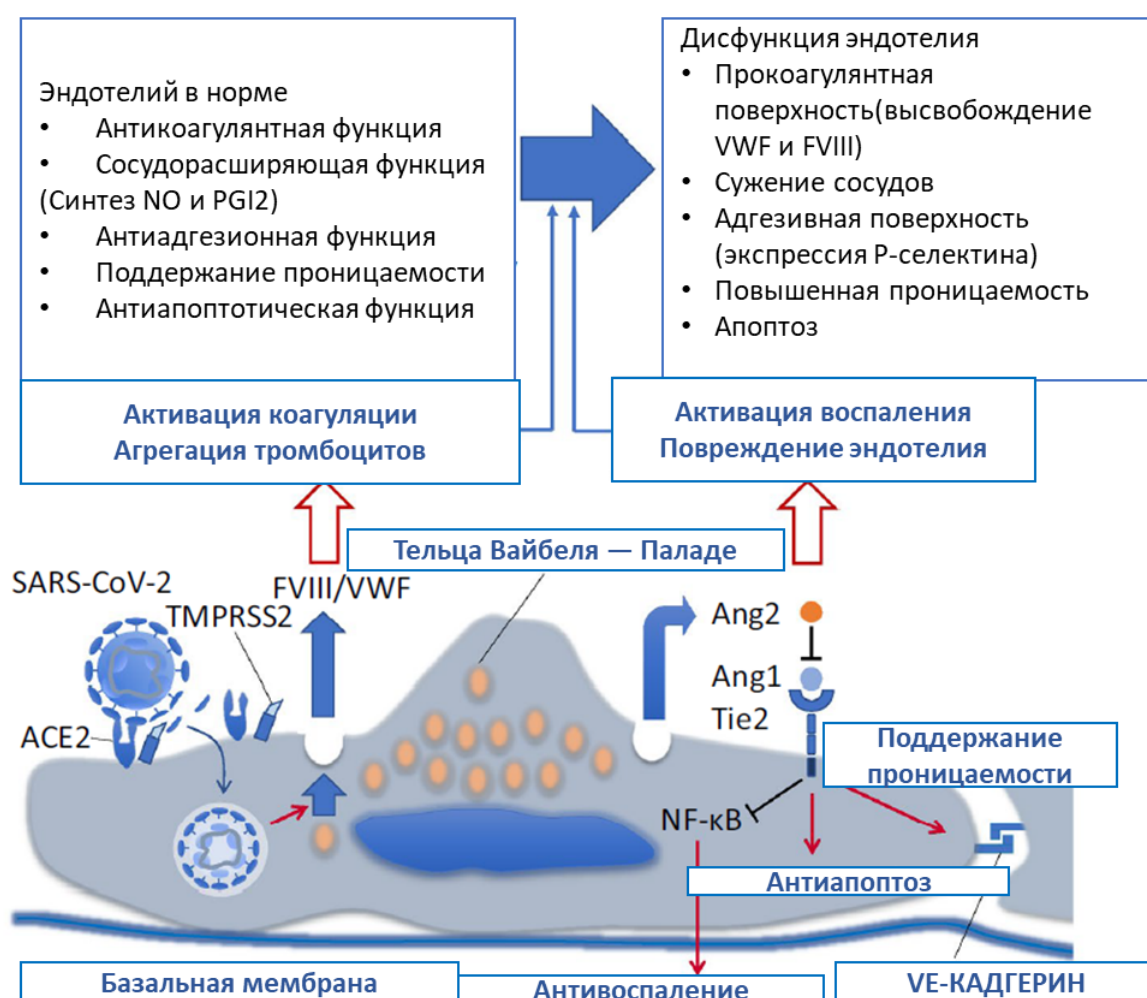 Эндотелий в норме
• Антикоагулянтная функция
• Сосудорасширяющая функция
(Синтез NO и PGI2)
• Антиадгезионная функция
• Поддержание проницаемости
• Антиапоптотическая функция
Дисфункция эндотелия
• Прокоагулянтная
поверхность(высвобождение
VWF и FVIII)
• Сужение сосудов
• Адгезивная поверхность
(экспрессия Р-селектина)
• Повышенная проницаемость
• Апоптоз
Активация коагуляции
Агрегация тромбоцитов
Активация воспаления
Повреждение эндотелия
Тельца Вайбеля — Паладе
SARS-CoV-2
FVIII/VWF
TMPRSS2
ACE2
Ang2
Ang1
Tie2
Поддержание
проницаемости
NF-κB
Антиапоптоз
Базальная мембрана
Антивоспаление
VE-КАДГЕРИН